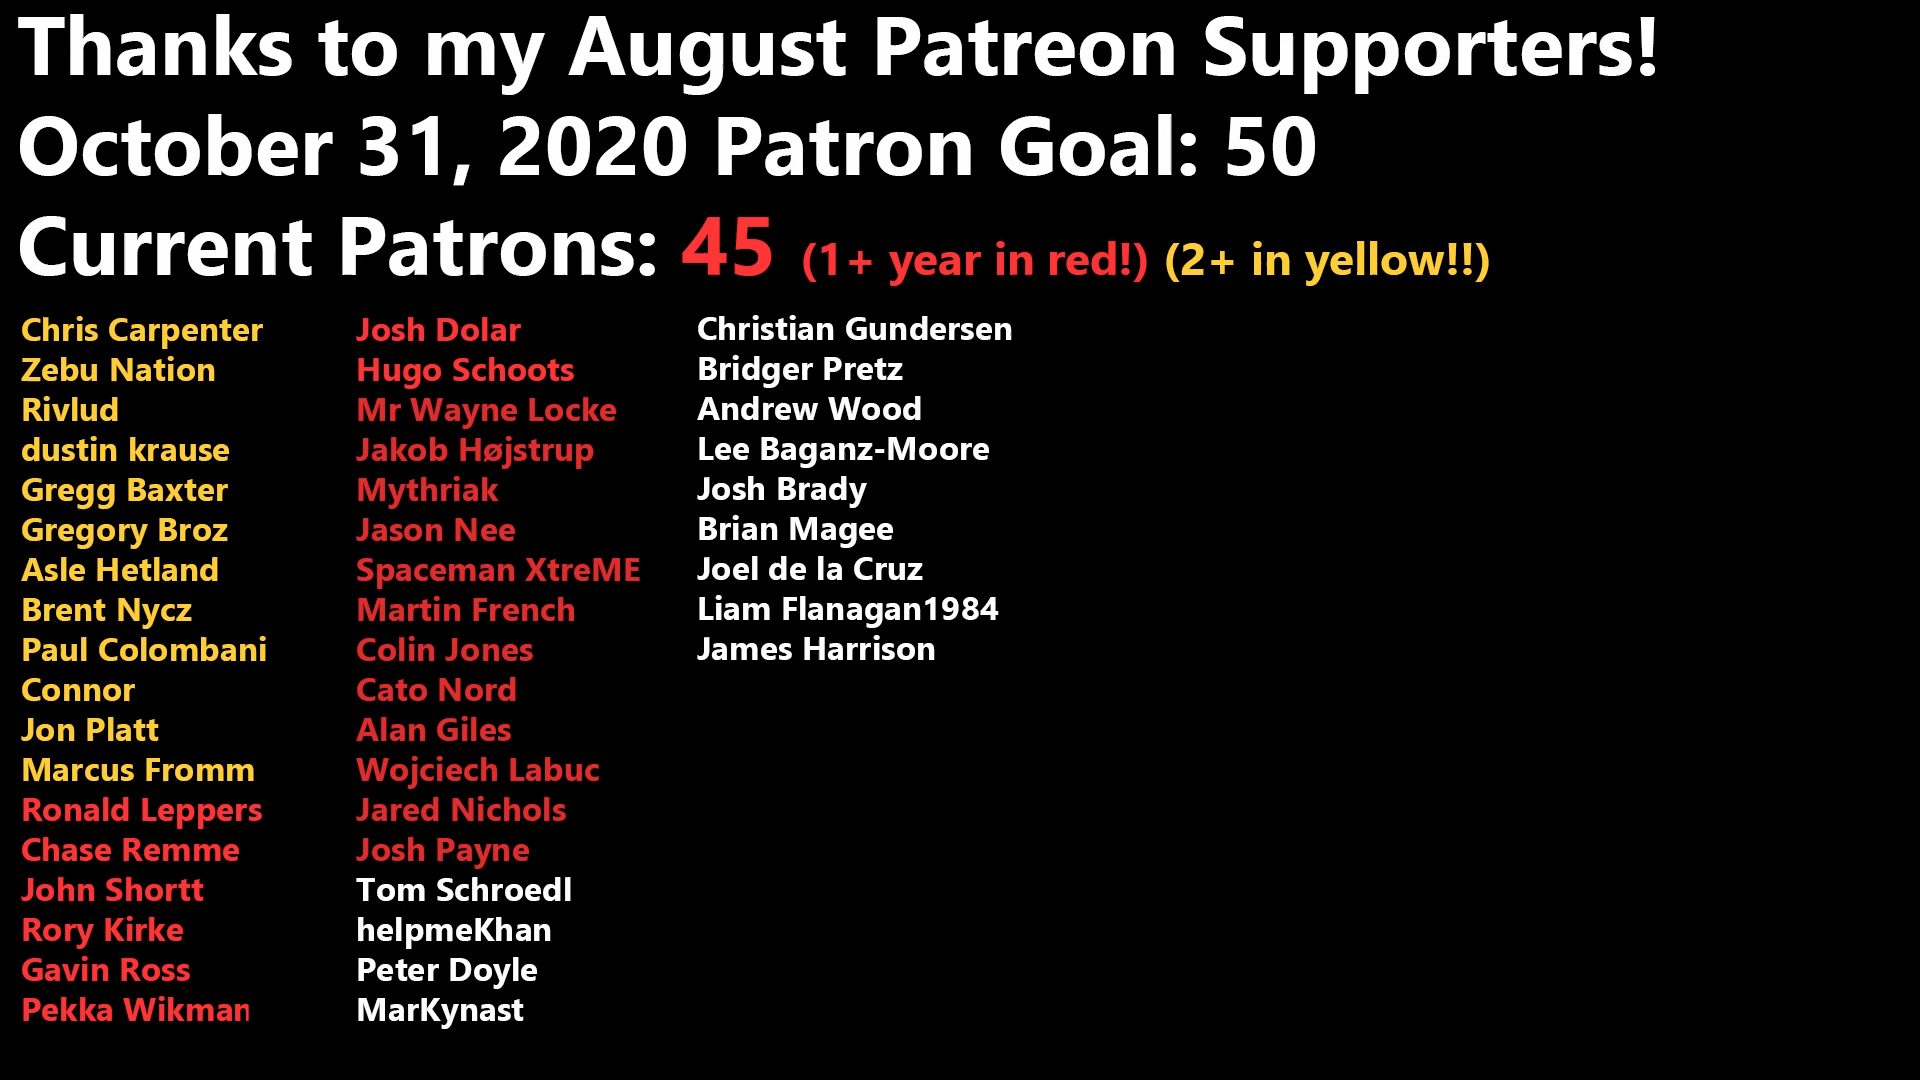 Thanks to my August Patreon Supporters!
October 31, 2020 Patron Goal: 50
Current Patrons: 45 (1+ year in red!) (2+ in yellow!!)
Chris Carpenter
Zebu Nation
Rivlud
dustin krause
Gregg Baxter
Gregory Broz
Asle Hetland
Brent Nycz
Paul Colombani
Connor
Jon Platt
Marcus Fromm
Ronald Leppers
Chase Remme
John Shortt
Rory Kirke
Gavin Ross
Pekka Wikman
Josh Dolar
Hugo Schoots
Mr Wayne Locke
Jakob Højstrup
Mythriak
Jason Nee
Spaceman XtreME
Martin French
Colin Jones
Cato Nord
Alan Giles
Wojciech Labuc
Jared Nichols
Josh Payne
Tom Schroedl
helpmeKhan
Peter Doyle
MarKynast
Christian Gundersen
Bridger Pretz
Andrew Wood
Lee Baganz-Moore
Josh Brady
Brian Magee
Joel de la Cruz
Liam Flanagan1984
James Harrison